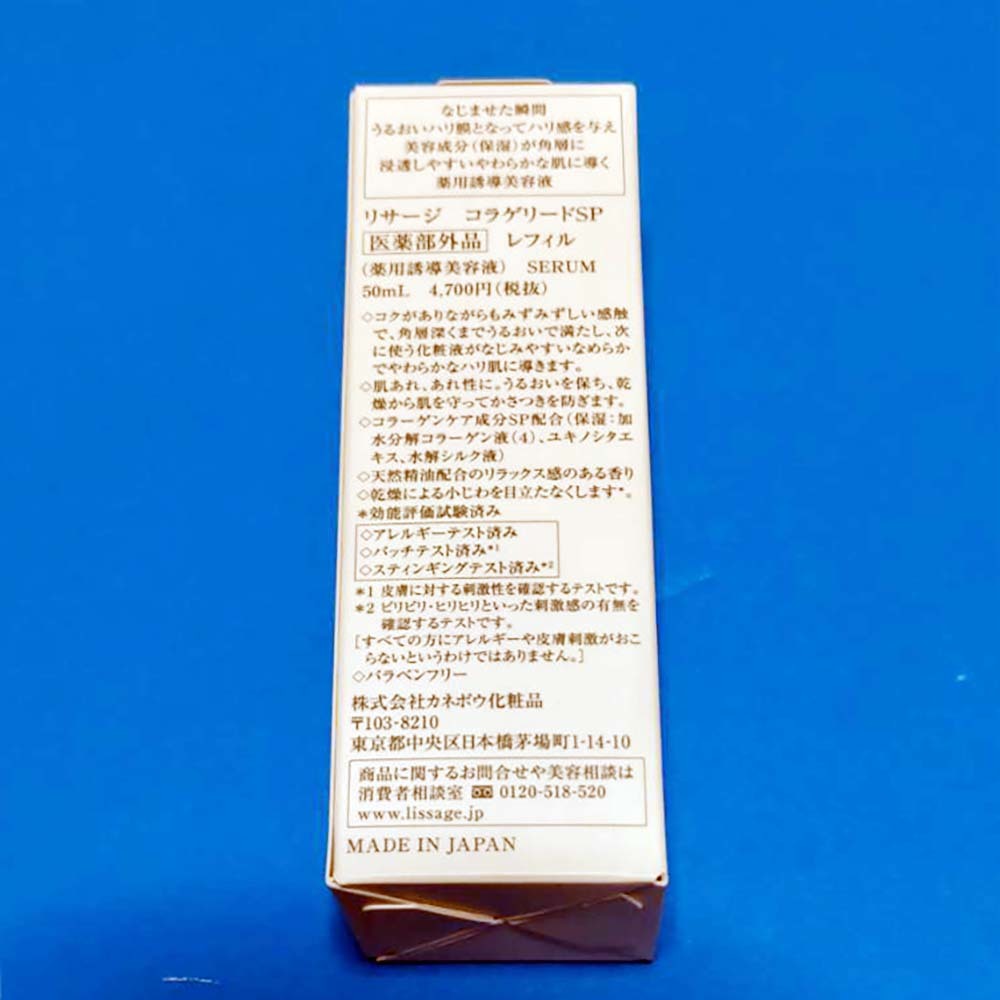 なじませた瞬間
うるおいハリ膜となってハリ感を与え
美容成分(保湿)が角層に
浸透しやすいやわらかな肌に導く
薬用誘導美容液
リサージ コラゲリードSP
医薬部外品 レフィル
(薬用誘導美容液) SERUM
50mL 4,700円(税抜)
◇コクがありながらもみずみずしい感触
で、角層深くまでうるおいで満たし、次
に使う化粧液がなじみやすいなめらか
でやわらかなハリ肌に導きます。
◇肌あれ、あれ性に。うるおいを保ち、乾
燥から肌を守ってかさつきを防ぎます。
◇コラーゲンケア成分SP配合(保湿:加
水分解コラーゲン液(4)、ユキノシタエ
キス、水解シルク液)
◇天然精油配合のリラックス感のある香り
◇乾燥による小じわを目立たなくします*。
*効能評価試験済み
◇アレルギーテスト済み
◇パッチテスト済み*1
◇スティンギングテスト済み*2
*1 皮膚に対する刺激性を確認するテストです。
*2 ピリピリ・ヒリヒリといった刺激感の有無を
確認するテストです。
[すべての方にアレルギーや皮膚刺激がおこ
らないというわけではありません。]
◇パラベンフリー
株式会社カネボウ化粧品
〒103-8210
東京都中央区日本橋茅場町1-14-10
商品に関するお問合せや美容相談は
消費者相談室 0120-518-520
www.lissage.jp
MADE IN JAPAN